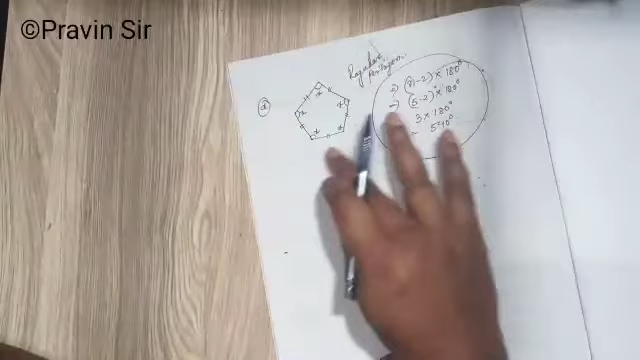 ©Pravin Sir
Regular
Pentagon.
(d)
x
x
x
x
x
⇒ (n-2) × 180°
⇒ (5-2) × 180°
3 × 180°
= 540°